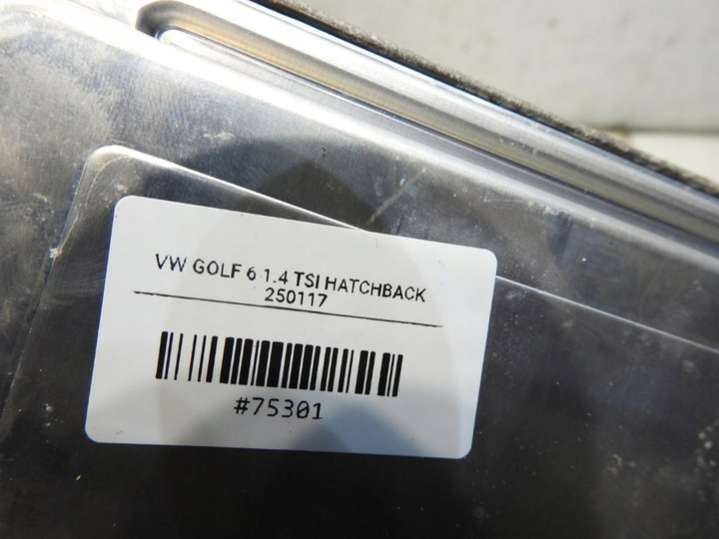 VW GOLF 6 1.4 TSI HATCHBACK
250117
#75301